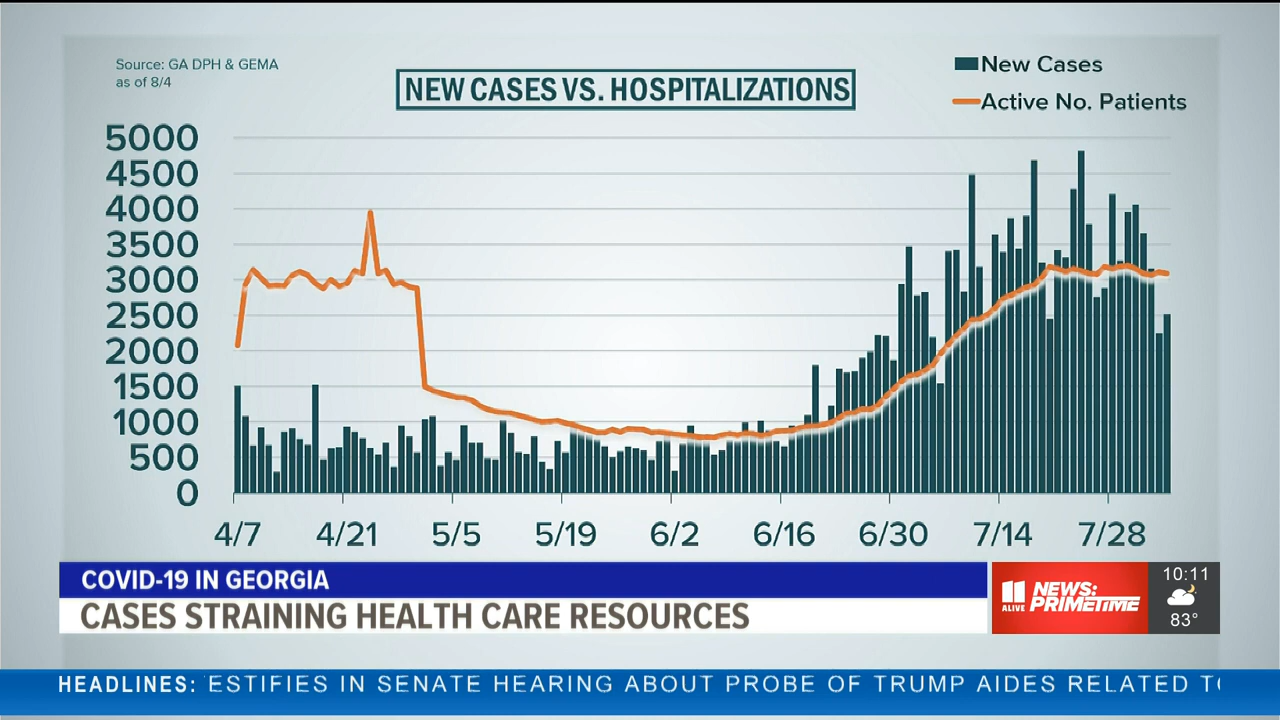 Source: GA DPH & GEMA
as of 8/4
NEW CASES VS. HOSPITALIZATIONS
New Cases
Active No. Patients
5000
4500
4000
3500
3000
2500
2000
1500
1000
500
0
4/7 4/21 5/5 5/19 6/2 6/16 6/30 7/14 7/28
COVID-19 IN GEORGIA
CASES STRAINING HEALTH CARE RESOURCES
11 ALIVE NEWS: PRIMETIME
10:11
83°
HEADLINES: ESTIFIES IN SENATE HEARING ABOUT PROBE OF TRUMP AIDES RELATED TO